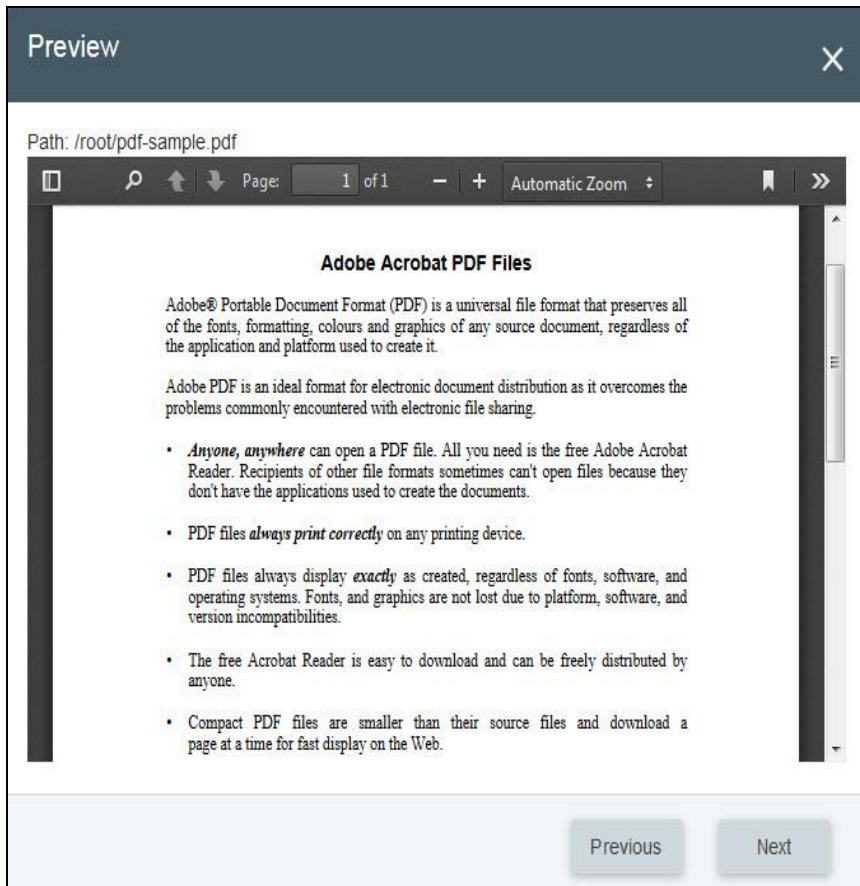 Preview
Path: /root/pdf-sample.pdf
Page: 1 of 1 Automatic Zoom
Adobe Acrobat PDF Files
Adobe® Portable Document Format (PDF) is a universal file format that preserves all
of the fonts, formatting, colours and graphics of any source document, regardless of
the application and platform used to create it.
Adobe PDF is an ideal format for electronic document distribution as it overcomes the
problems commonly encountered with electronic file sharing.
• Anyone, anywhere can open a PDF file. All you need is the free Adobe Acrobat
Reader. Recipients of other file formats sometimes can't open files because they
don't have the applications used to create the documents.
• PDF files always print correctly on any printing device.
• PDF files always display exactly as created, regardless of fonts, software, and
operating systems. Fonts, and graphics are not lost due to platform, software, and
version incompatibilities.
• The free Acrobat Reader is easy to download and can be freely distributed by
anyone.
• Compact PDF files are smaller than their source files and download a
page at a time for fast display on the Web.
Previous Next